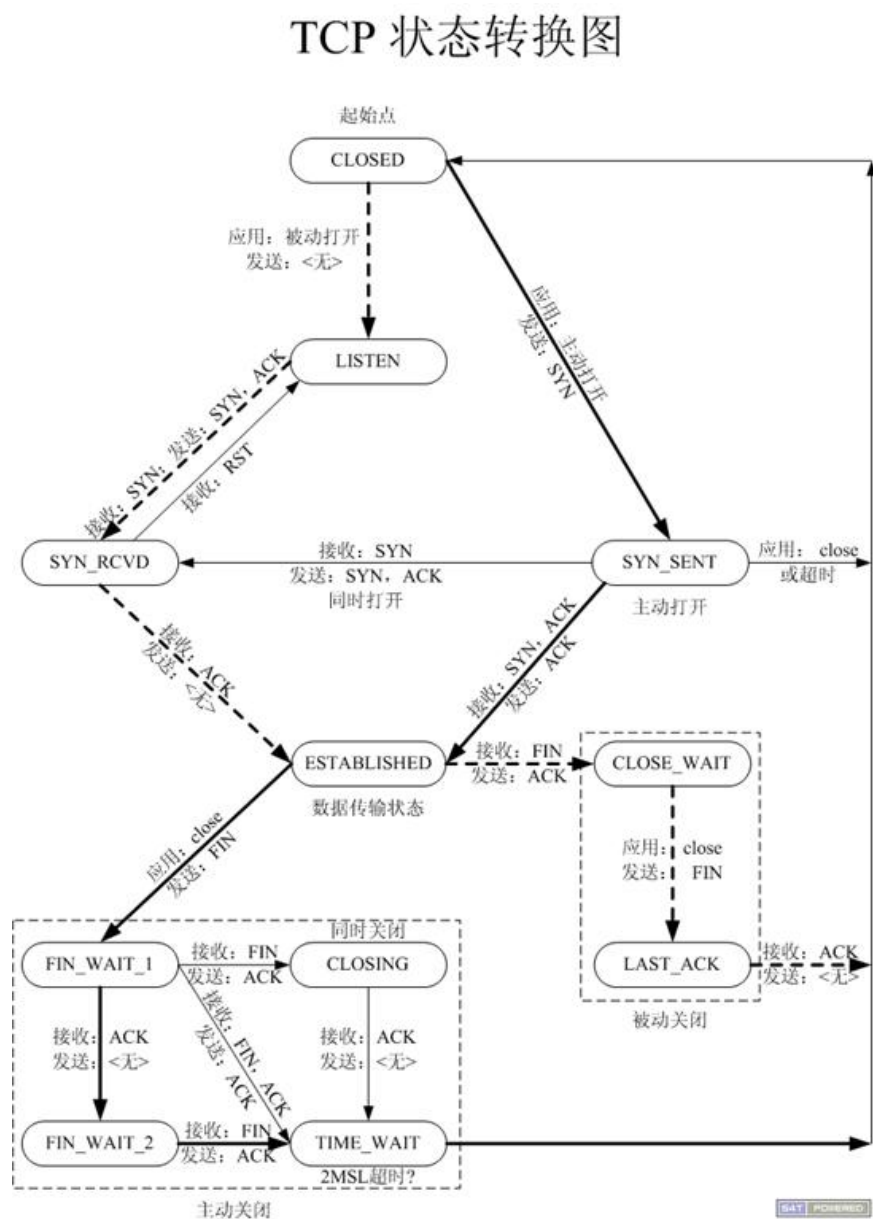 TCP 状态转换图
起始点
CLOSED
应用：被动打开
发送：<无>
应用：主动打开
发送：SYN
LISTEN
接收：SYN；发送：SYN，ACK
接收：RST
SYN_RCVD
接收：SYN
发送：SYN，ACK
同时打开
SYN_SENT
主动打开
应用： close
或超时
接收：ACK
发送：<无>
接收：SYN，ACK
发送：ACK
ESTABLISHED
数据传输状态
接收：FIN
发送：ACK
CLOSE_WAIT
应用：close
发送：FIN
应用： close
发送： FIN
同时关闭
FIN_WAIT_1
接收：FIN
发送：ACK
CLOSING
LAST_ACK
接收：ACK
发送：<无>
被动关闭
接收：ACK
发送：<无>
接收：FIN，ACK
发送：ACK
接收：ACK
发送：<无>
FIN_WAIT_2
接收：FIN
发送：ACK
TIME_WAIT
2MSL超时?
主动关闭
S4T POWERED